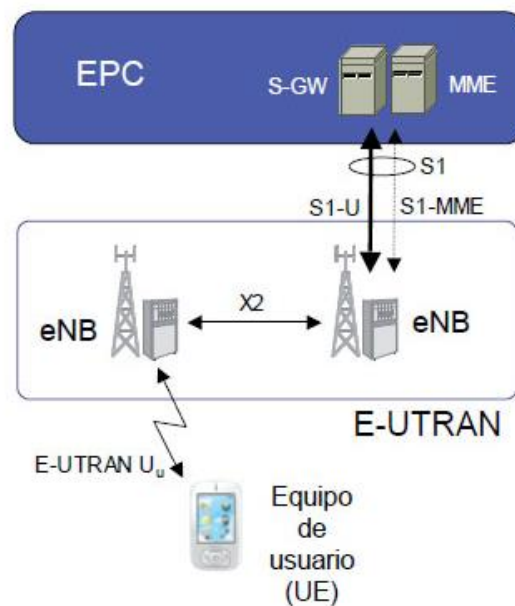 EPC
S-GW
MME
S1
S1-U
S1-MME
eNB
X2
eNB
E-UTRAN
E-UTRAN Uu
Equipo
de
usuario
(UE)